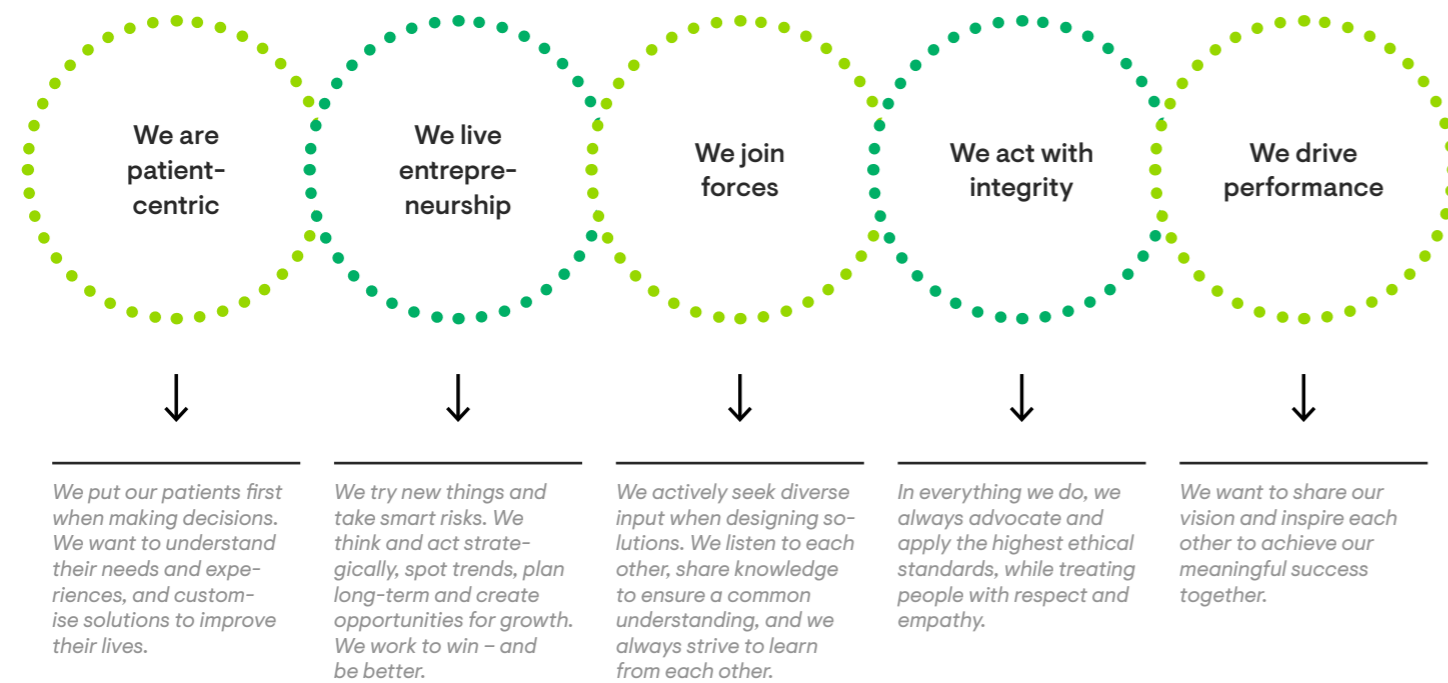 We are
patient-
centric
We live
entrepre-
neurship
We join
forces
We act with
integrity
We drive
performance
We put our patients first
when making decisions.
We want to understand
their needs and expe-
riences, and custom-
ise solutions to improve
their lives.
We try new things and
take smart risks. We
think and act strate-
gically, spot trends, plan
long-term and create
opportunities for growth.
We work to win – and
be better.
We actively seek diverse
input when designing so-
lutions. We listen to each
other, share knowledge
to ensure a common
understanding, and we
always strive to learn
from each other.
In everything we do, we
always advocate and
apply the highest ethical
standards, while treating
people with respect and
empathy.
We want to share our
vision and inspire each
other to achieve our
meaningful success
together.